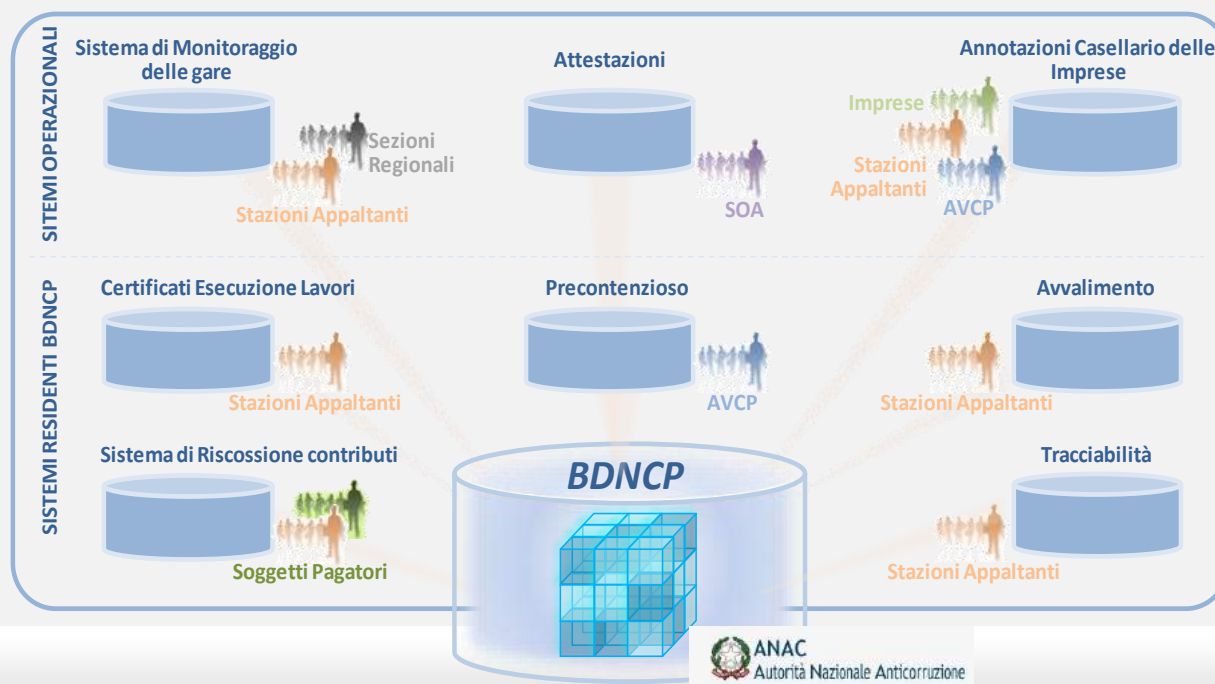 SITEMI OPERAZIONALI
Sistema di Monitoraggio
delle gare
Sezioni
Regionali
Stazioni Appaltanti
Attestazioni
SOA
Annotazioni Casellario delle
Imprese
Imprese
Stazioni
Appaltanti
AVCP
SISTEMI RESIDENTI BDNCP
Certificati Esecuzione Lavori
Stazioni Appaltanti
Precontenzioso
AVCP
Avvalimento
Stazioni Appaltanti
Sistema di Riscossione contributi
Soggetti Pagatori
BDNCP
Tracciabilità
Stazioni Appaltanti
ANAC
Autorità Nazionale Anticorruzione